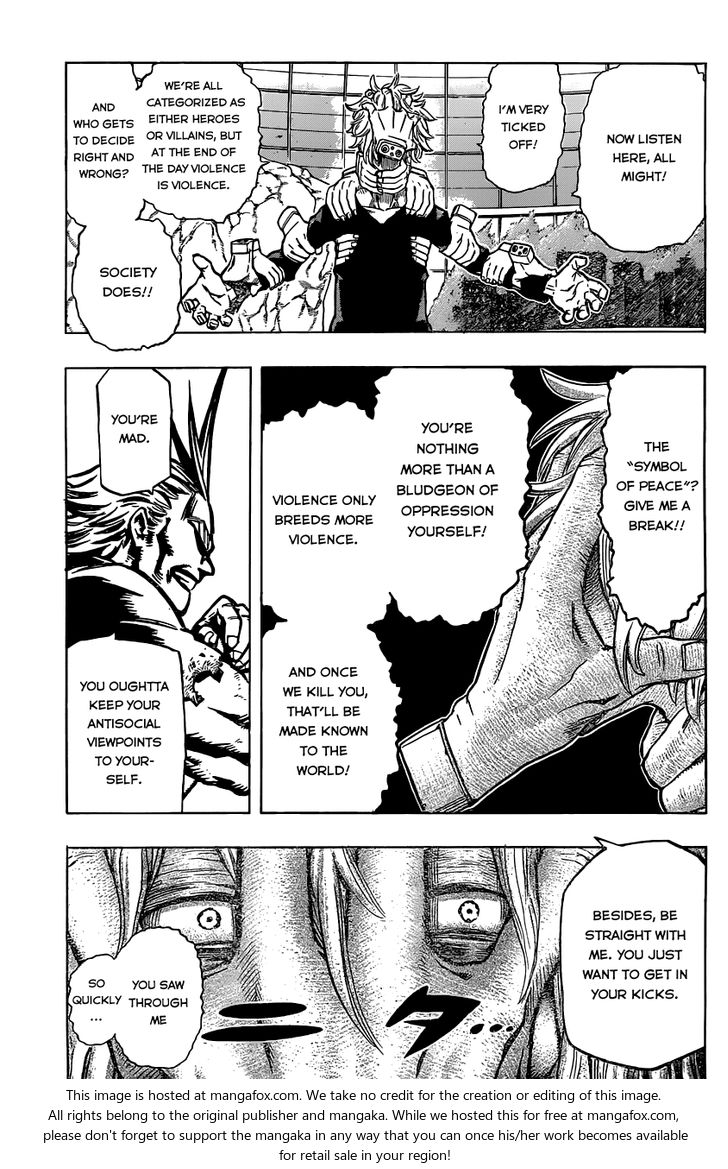 NOW LISTEN
HERE, ALL
MIGHT!
I'M VERY
TICKED
OFF!
WE'RE ALL
CATEGORIZED AS
EITHER HEROES
OR VILLAINS, BUT
AT THE END OF
THE DAY VIOLENCE
IS VIOLENCE.
AND
WHO GETS
TO DECIDE
RIGHT AND
WRONG?
SOCIETY
DOES!!
THE
"SYMBOL
OF PEACE"?
GIVE ME A
BREAK!!
YOU'RE
NOTHING
MORE THAN A
BLUDGEON OF
OPPRESSION
YOURSELF!
VIOLENCE ONLY
BREEDS MORE
VIOLENCE.
AND ONCE
WE KILL YOU,
THAT'LL BE
MADE KNOWN
TO THE
WORLD!
YOU'RE
MAD.
YOU OUGHTTA
KEEP YOUR
ANTISOCIAL
VIEWPOINTS
TO YOUR-
SELF.
BESIDES, BE
STRAIGHT WITH
ME. YOU JUST
WANT TO GET IN
YOUR KICKS.
ニタ...
YOU SAW
THROUGH
ME
SO
QUICKLY
...
This image is hosted at mangafox.com. We take no credit for the creation or editing of this image.
All rights belong to the original publisher and mangaka. While we hosted this for free at mangafox.com,
please don't forget to support the mangaka in any way that you can once his/her work becomes available
for retail sale in your region!